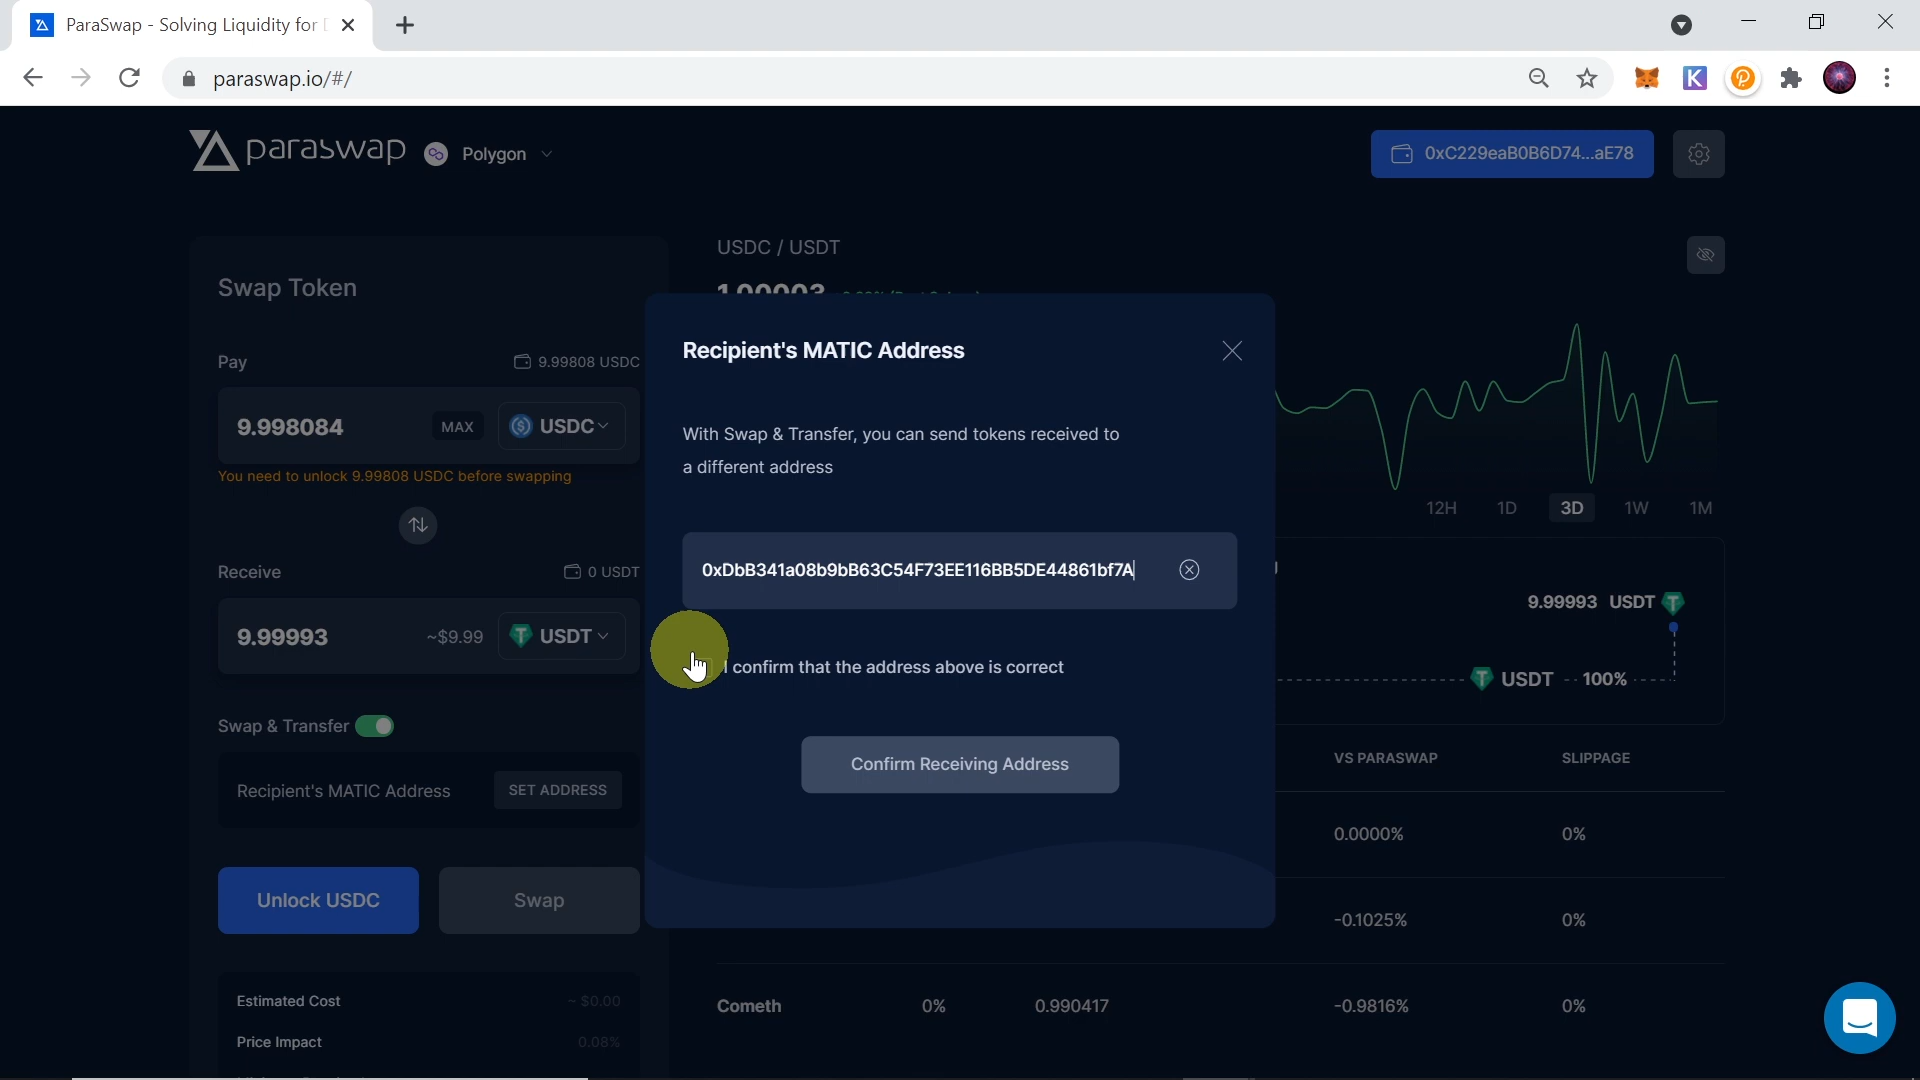 ParaSwap - Solving Liquidity for
paraswap.io/#/
paraswap
Polygon
0xC229eaB0B6D74...aE78
USDC / USDT
1.00003
Swap Token
Pay
9.99808 USDC
9.998084
MAX
USDC
You need to unlock 9.99808 USDC before swapping
Receive
0 USDT
9.99993
~$9.99
USDT
Swap & Transfer
Recipient's MATIC Address
SET ADDRESS
Unlock USDC
Swap
Estimated Cost
~ $0.00
Price Impact
0.08%
Recipient's MATIC Address
With Swap & Transfer, you can send tokens received to
a different address
0xDbB341a08b9bB63C54F73EE116BB5DE44861bf7A
I confirm that the address above is correct
Confirm Receiving Address
12H 1D 3D 1W 1M
9.99993 USDT
USDT 100%
VS PARASWAP SLIPPAGE
0.0000% 0%
-0.1025% 0%
Cometh 0% 0.990417 -0.9816% 0%